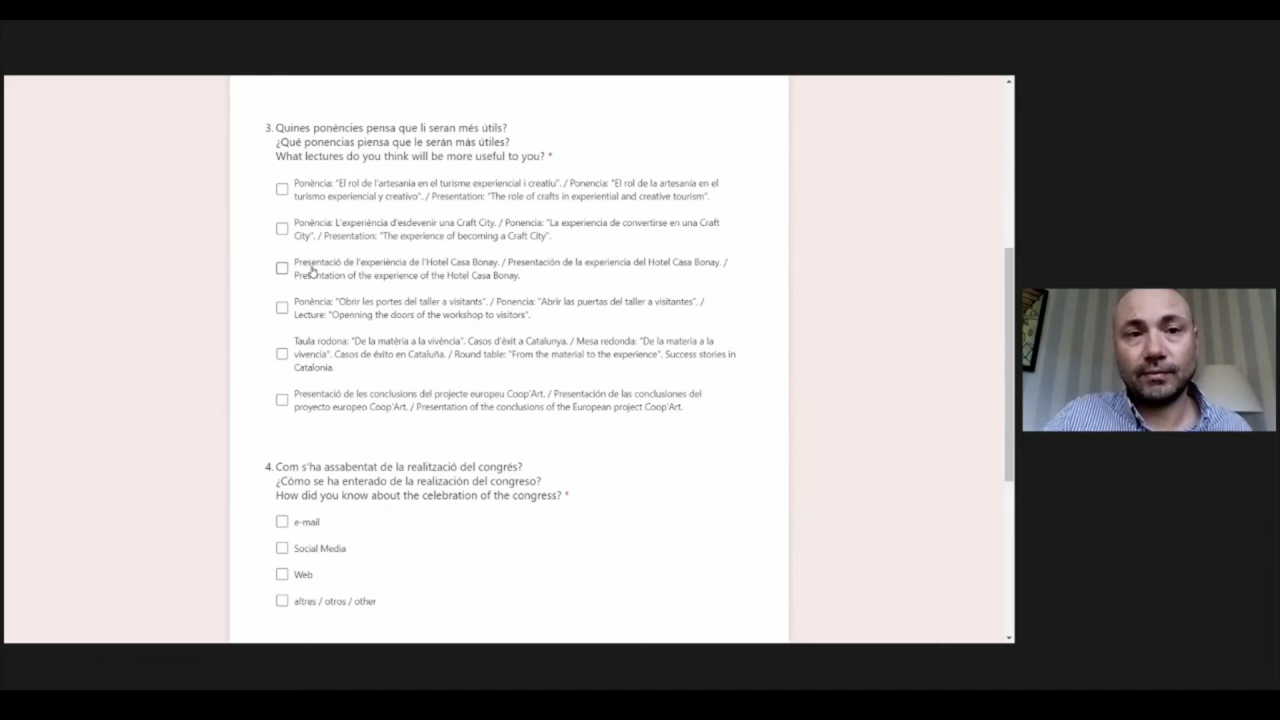 3. Quines ponències pensa que li seran més útils?
¿Qué ponencias piensa que le serán más útiles?
What lectures do you think will be more useful to you? *
Ponència: "El rol de l'artesania en el turisme experiencial i creatiu". / Ponencia: "El rol de la artesanía en el
turismo experiencial y creativo". / Presentation: "The role of crafts in experiential and creative tourism".
Ponència: L'experiència d'esdevenir una Craft City. / Ponencia: "La experiencia de convertirse en una Craft
City". / Presentation: "The experience of becoming a Craft City".
Presentació de l'experiència de l'Hotel Casa Bonay. / Presentación de la experiencia del Hotel Casa Bonay. /
Presentation of the experience of the Hotel Casa Bonay.
Ponència: "Obrir les portes del taller a visitants". / Ponencia: "Abrir las puertas del taller a visitantes". /
Lecture: "Openning the doors of the workshop to visitors".
Taula rodona: "De la matèria a la vivència". Casos d'èxit a Catalunya. / Mesa redonda: "De la materia a la
vivencia". Casos de éxito en Cataluña. / Round table: "From the material to the experience". Success stories in
Catalonia.
Presentació de les conclusions del projecte europeu Coop'Art. / Presentación de las conclusiones del
proyecto europeo Coop'Art. / Presentation of the conclusions of the European project Coop'Art.
4. Com s'ha assabentat de la realització del congrés?
¿Cómo se ha enterado de la realización del congreso?
How did you know about the celebration of the congress? *
e-mail
Social Media
Web
altres / otros / other